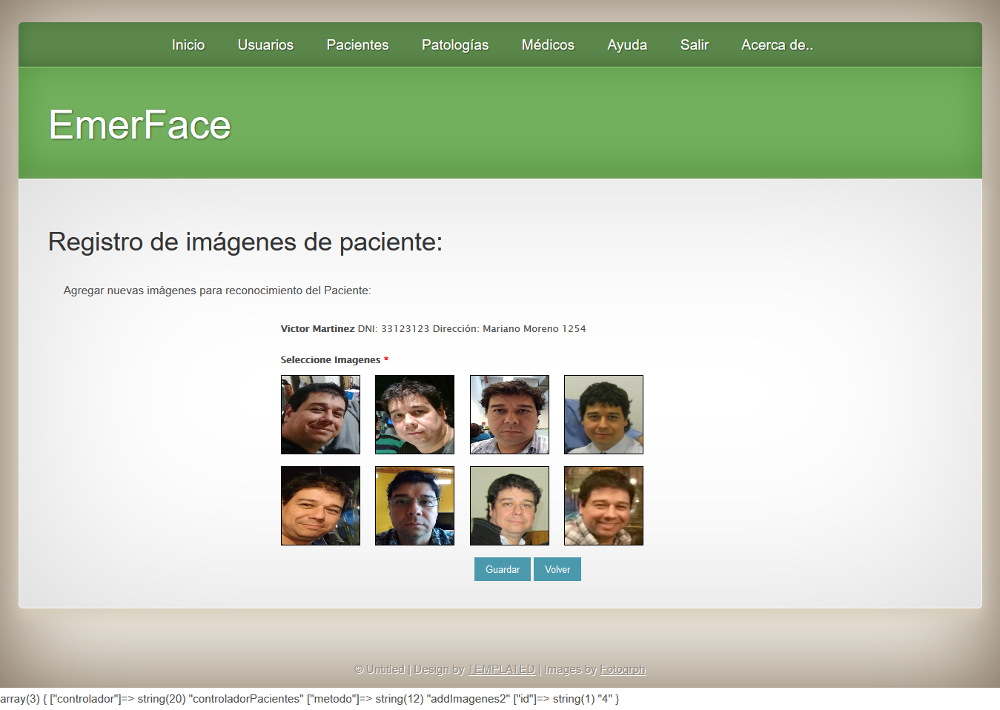 Inicio Usuarios Pacientes Patologías Médicos Ayuda Salir Acerca de..
EmerFace
Registro de imágenes de paciente:
Agregar nuevas imágenes para reconocimiento del Paciente:
Victor Martinez DNI: 33123123 Dirección: Mariano Moreno 1254
Seleccione Imagenes *
Guardar Volver
© Untitled | Design by TEMPLATED | Images by Fotogrph
array(3) { ["controlador"]=> string(20) "controladorPacientes" ["metodo"]=> string(12) "addImagenes2" ["id"]=> string(1) "4" }